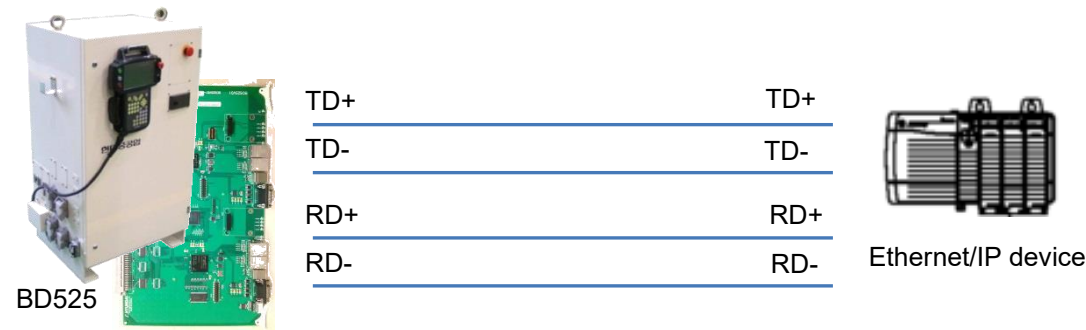 TD+ TD+
TD- TD-
RD+ RD+
RD- RD-
Ethernet/IP device
BD525